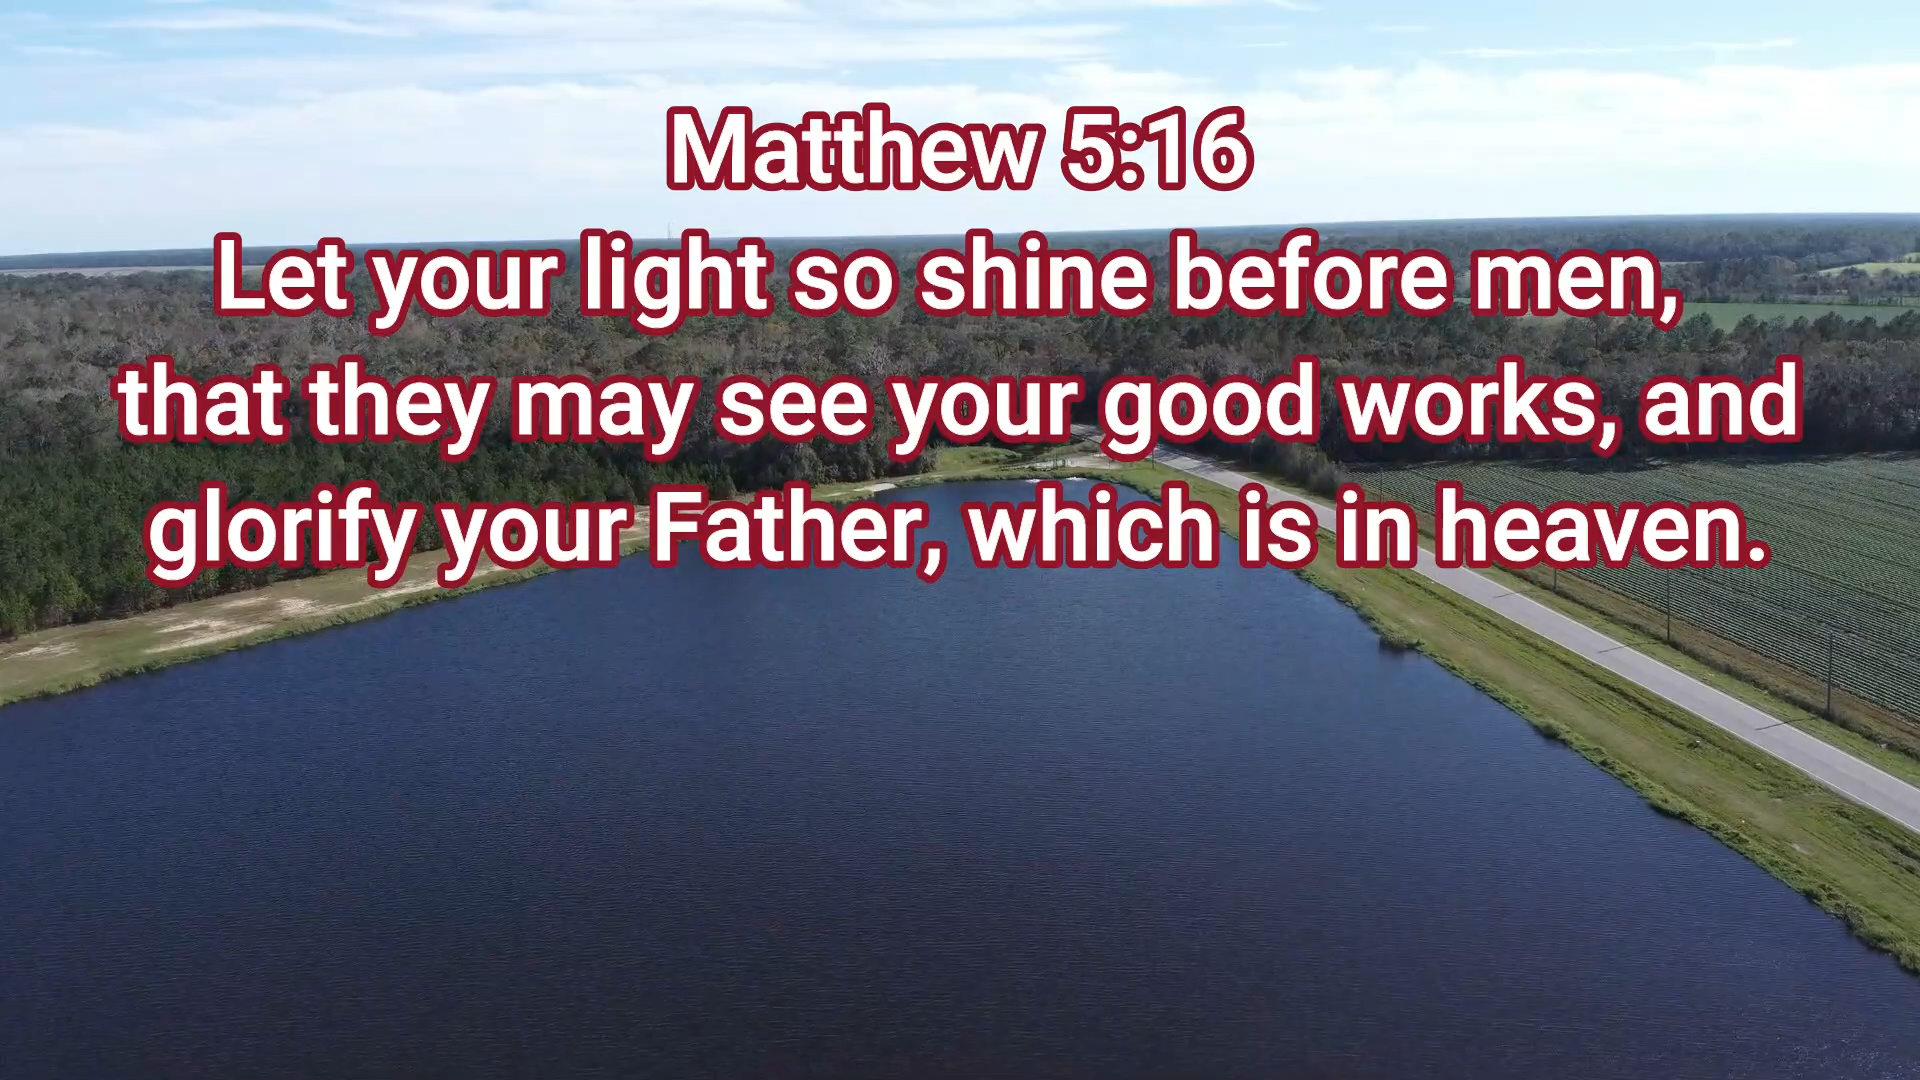 Matthew 5:16
Let your light so shine before men,
that they may see your good works, and
glorify your Father, which is in heaven.